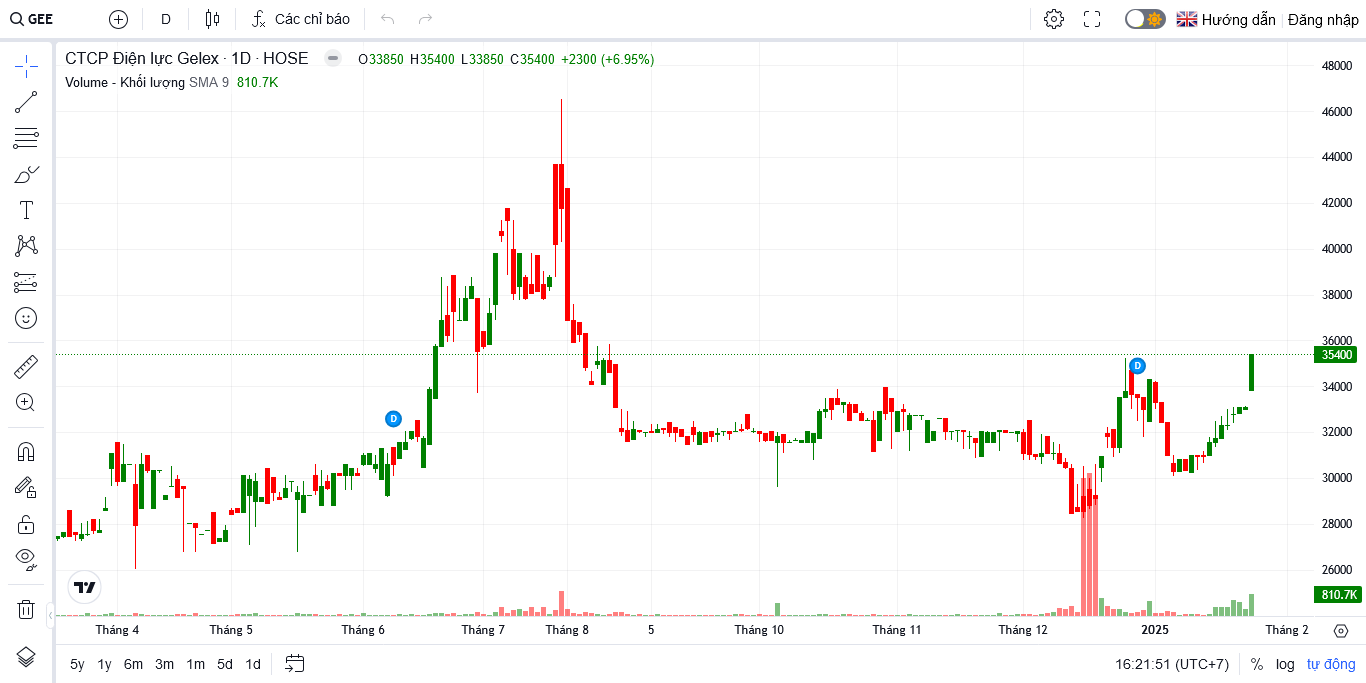 GEE D Các chỉ báo Hướng dẫn Đăng nhập
CTCP Điện lực Gelex · 1D · HOSE O33850 H35400 L33850 C35400 +2300 (+6.95%)
Volume - Khối lượng SMA 9 810.7K
48000
46000
44000
42000
40000
38000
36000
35400
34000
32000
30000
28000
26000
810.7K
D
D
Tháng 4 Tháng 5 Tháng 6 Tháng 7 Tháng 8 5 Tháng 10 Tháng 11 Tháng 12 2025 Tháng 2
5y 1y 6m 3m 1m 5d 1d 16:21:51 (UTC+7) % log tự động